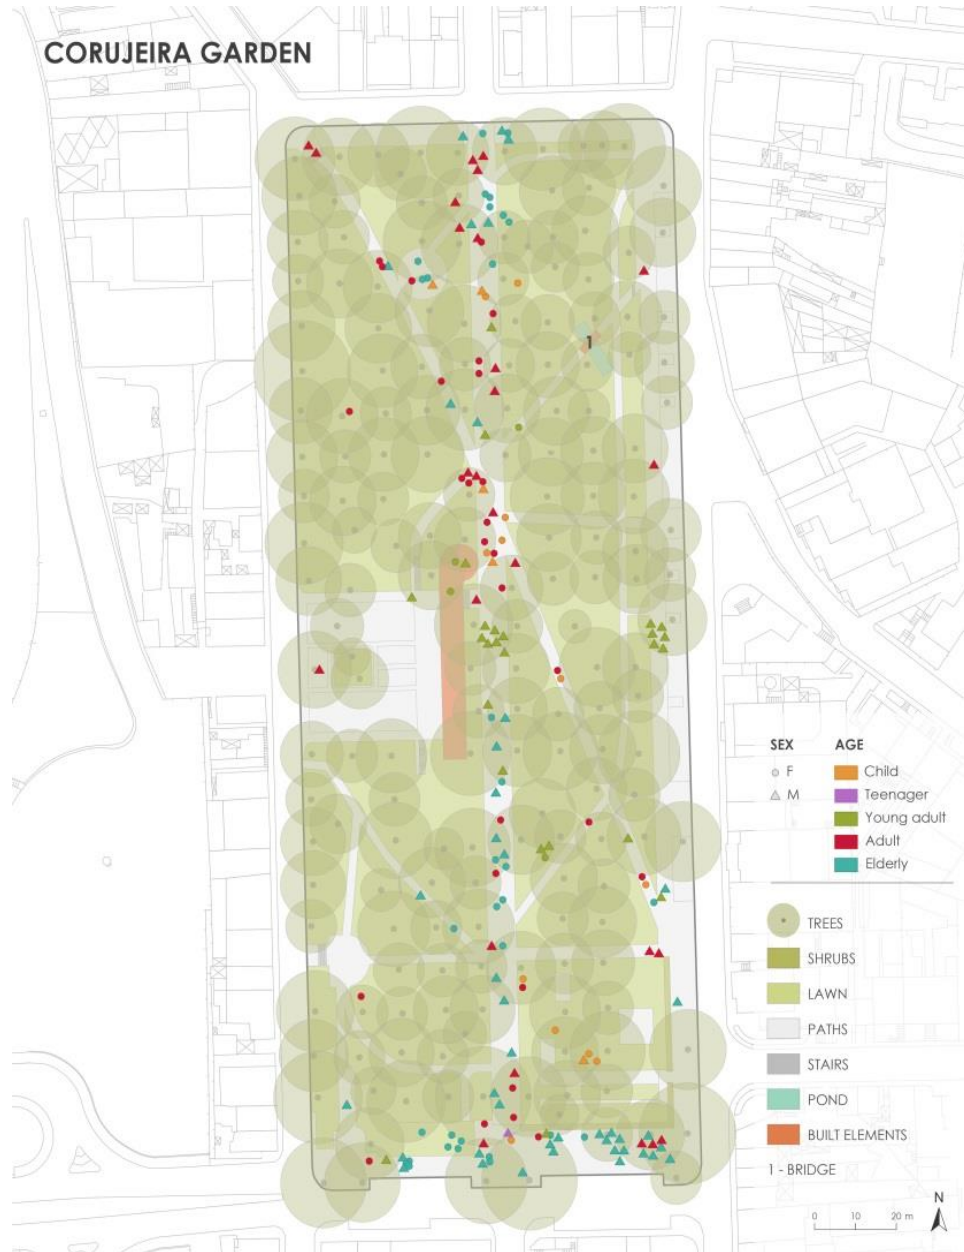 CORUJEIRA GARDEN
1
SEX
AGE
F
M
Child
Teenager
Young adult
Adult
Elderly
TREES
SHRUBS
LAWN
PATHS
STAIRS
POND
BUILT ELEMENTS
1 - BRIDGE
N
0 10 20 m